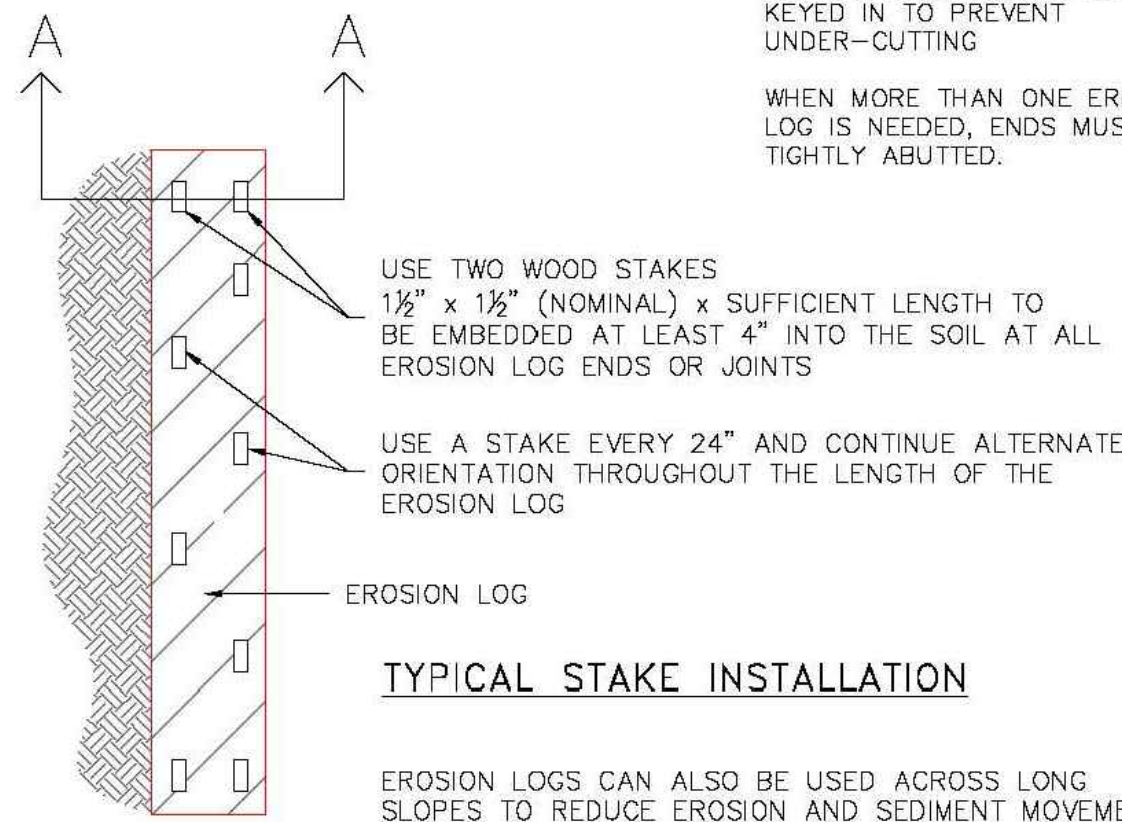 A A
KEYED IN TO PREVENT
UNDER-CUTTING
WHEN MORE THAN ONE
LOG IS NEEDED, ENDS
TIGHTLY ABUTTED.
USE TWO WOOD STAKES
1½" x 1½" (NOMINAL) x SUFFICIENT LENGTH TO
BE EMBEDDED AT LEAST 4" INTO THE SOIL AT ALL
EROSION LOG ENDS OR JOINTS
USE A STAKE EVERY 24" AND CONTINUE ALTERNATE
ORIENTATION THROUGHOUT THE LENGTH OF THE
EROSION LOG
EROSION LOG
TYPICAL STAKE INSTALLATION
EROSION LOGS CAN ALSO BE USED ACROSS LONG
SLOPES TO REDUCE EROSION AND SEDIMENT